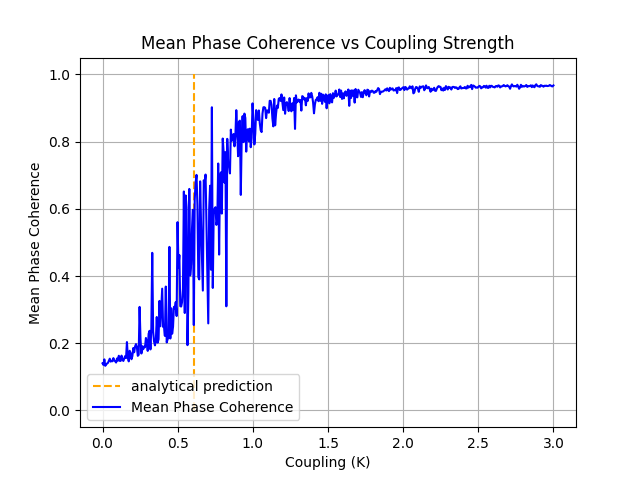 Mean Phase Coherence vs Coupling Strength
Mean Phase Coherence
1.0
0.8
0.6
0.4
0.2
0.0
analytical prediction
Mean Phase Coherence
0.0 0.5 1.0 1.5 2.0 2.5 3.0
Coupling (K)